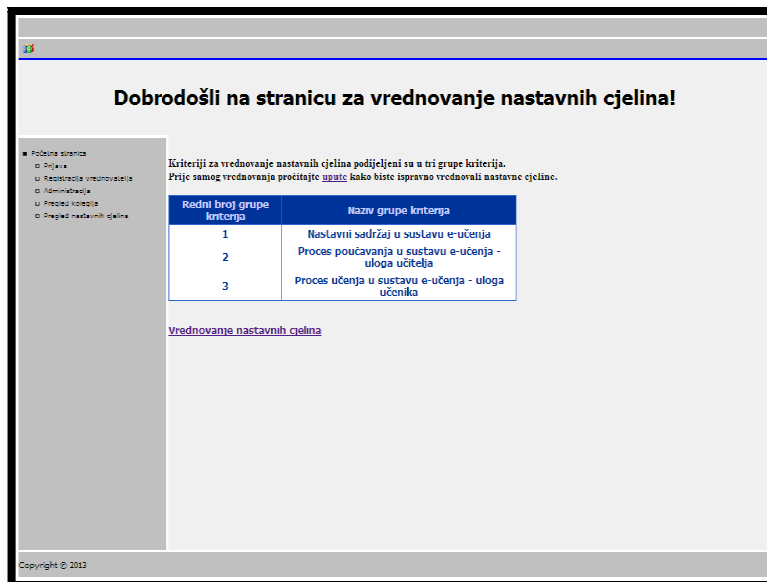 Dobrodošli na stranicu za vrednovanje nastavnih cjelina!
Početna stranica
Prijava
Registracija vrednovatelja
Administracija
Pregled kolegija
Pregled nastavnih cjelina
Kriteriji za vrednovanje nastavnih cjelina podijeljeni su u tri grupe kriterija.
Prije samog vrednovanja pročitajte upute kako biste ispravno vrednovali nastavne cjeline.
Redni broj grupe
kriterija
Naziv grupe kriterija
1
Nastavni sadržaj u sustavu e-učenja
2
Proces poučavanja u sustavu e-učenja -
uloga učitelja
3
Proces učenja u sustavu e-učenja - uloga
učenika
Vrednovanje nastavnih cjelina
Copyright © 2013